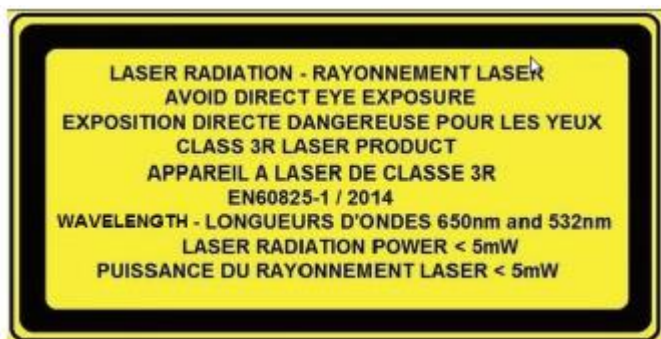 LASER RADIATION - RAYONNEMENT LASER
AVOID DIRECT EYE EXPOSURE
EXPOSITION DIRECTE DANGEREUSE POUR LES YEUX
CLASS 3R LASER PRODUCT
APPAREIL A LASER DE CLASSE 3R
EN60825-1 / 2014
WAVELENGTH - LONGUEURS D'ONDES 650nm and 532nm
LASER RADIATION POWER < 5mW
PUISSANCE DU RAYONNEMENT LASER < 5mW